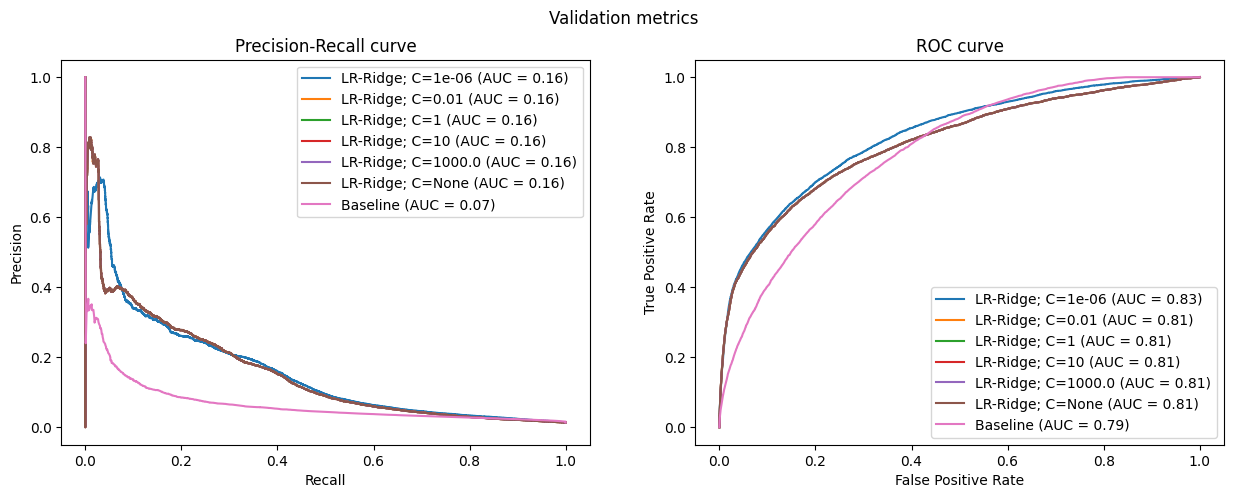 Validation metrics
Precision-Recall curve
Precision
1.0
0.8
0.6
0.4
0.2
0.0
0.0 0.2 0.4 0.6 0.8 1.0
Recall
LR-Ridge; C=1e-06 (AUC = 0.16)
LR-Ridge; C=0.01 (AUC = 0.16)
LR-Ridge; C=1 (AUC = 0.16)
LR-Ridge; C=10 (AUC = 0.16)
LR-Ridge; C=1000.0 (AUC = 0.16)
LR-Ridge; C=None (AUC = 0.16)
Baseline (AUC = 0.07)
ROC curve
True Positive Rate
1.0
0.8
0.6
0.4
0.2
0.0
0.0 0.2 0.4 0.6 0.8 1.0
False Positive Rate
LR-Ridge; C=1e-06 (AUC = 0.83)
LR-Ridge; C=0.01 (AUC = 0.81)
LR-Ridge; C=1 (AUC = 0.81)
LR-Ridge; C=10 (AUC = 0.81)
LR-Ridge; C=1000.0 (AUC = 0.81)
LR-Ridge; C=None (AUC = 0.81)
Baseline (AUC = 0.79)